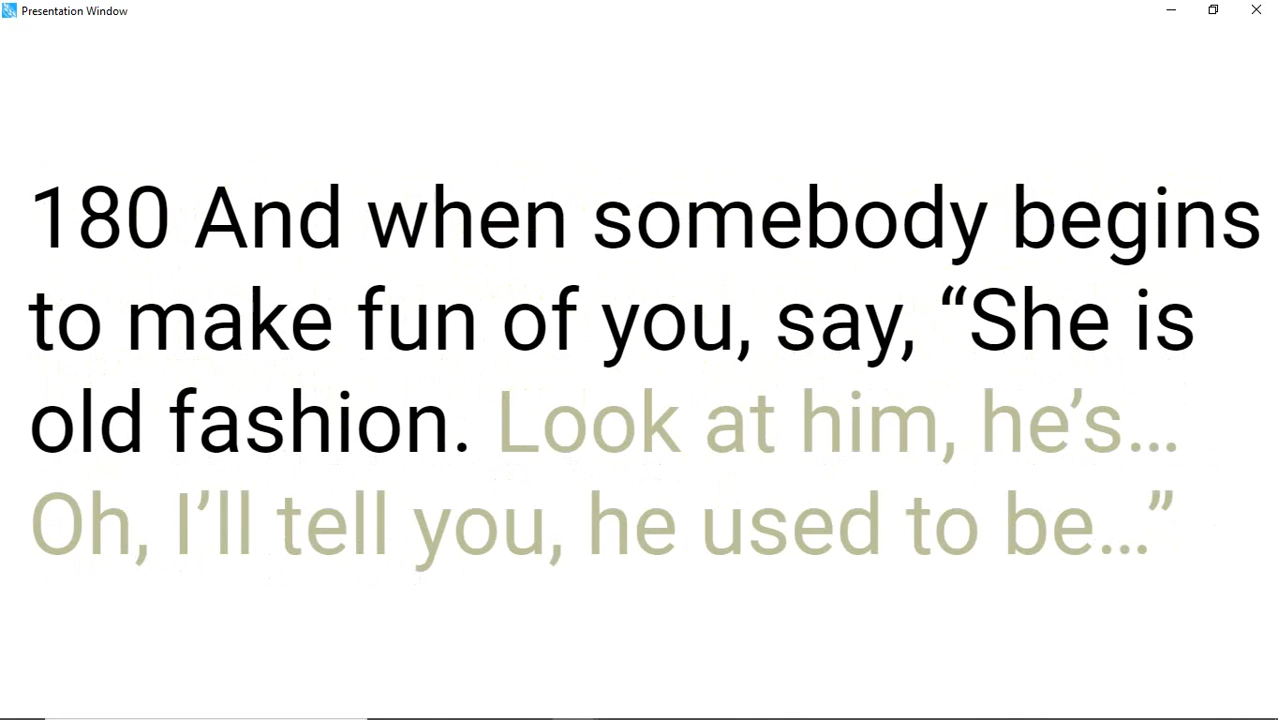 Presentation Window
180 And when somebody begins
to make fun of you, say, “She is
old fashion. Look at him, he’s…
Oh, I’ll tell you, he used to be…”